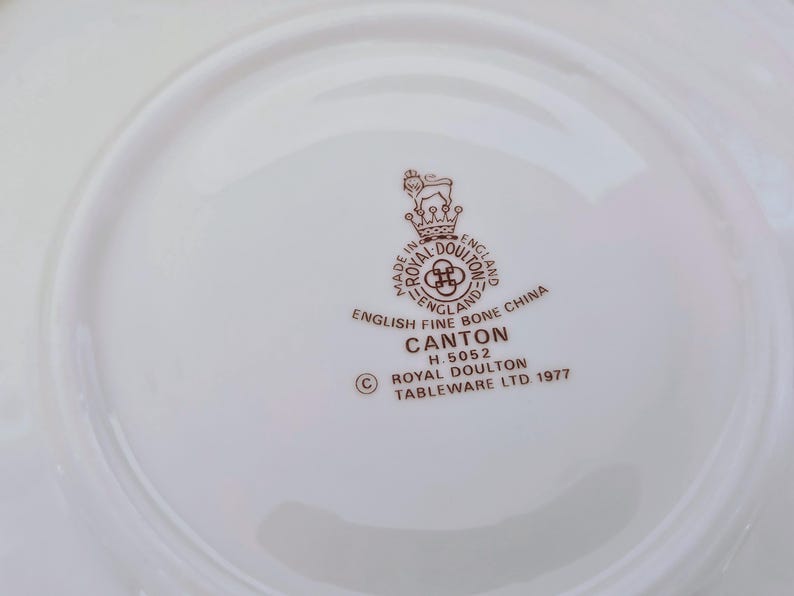 MADE IN ENGLAND
ROYAL·DOULTON
ENGLAND
ENGLISH FINE BONE CHINA
CANTON
H.5052
© ROYAL DOULTON
TABLEWARE LTD. 1977